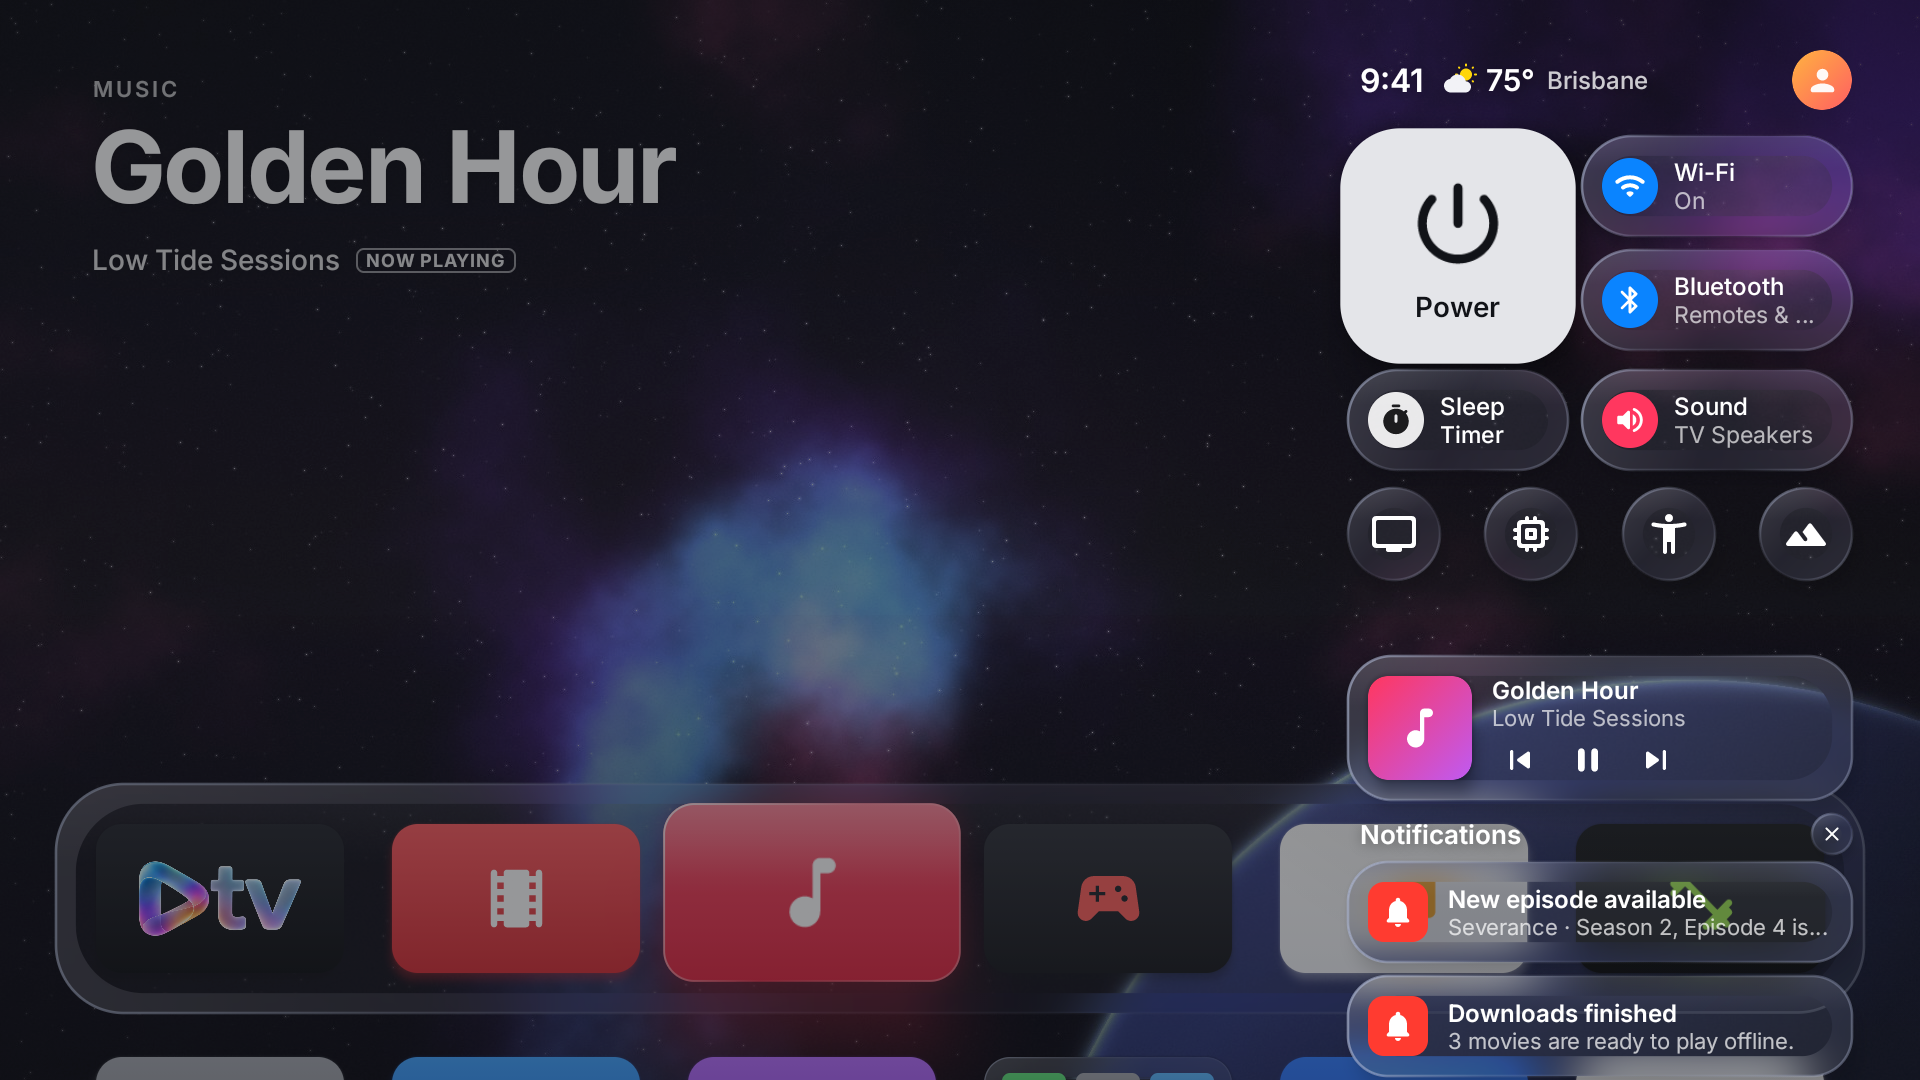 MUSIC
Golden Hour
Low Tide Sessions NOW PLAYING
9:41 75° Brisbane
Power
Wi-Fi
On
Bluetooth
Remotes & ...
Sleep
Timer
Sound
TV Speakers
Golden Hour
Low Tide Sessions
tv
Notifications
New episode available
Severance · Season 2, Episode 4 is...
Downloads finished
3 movies are ready to play offline.